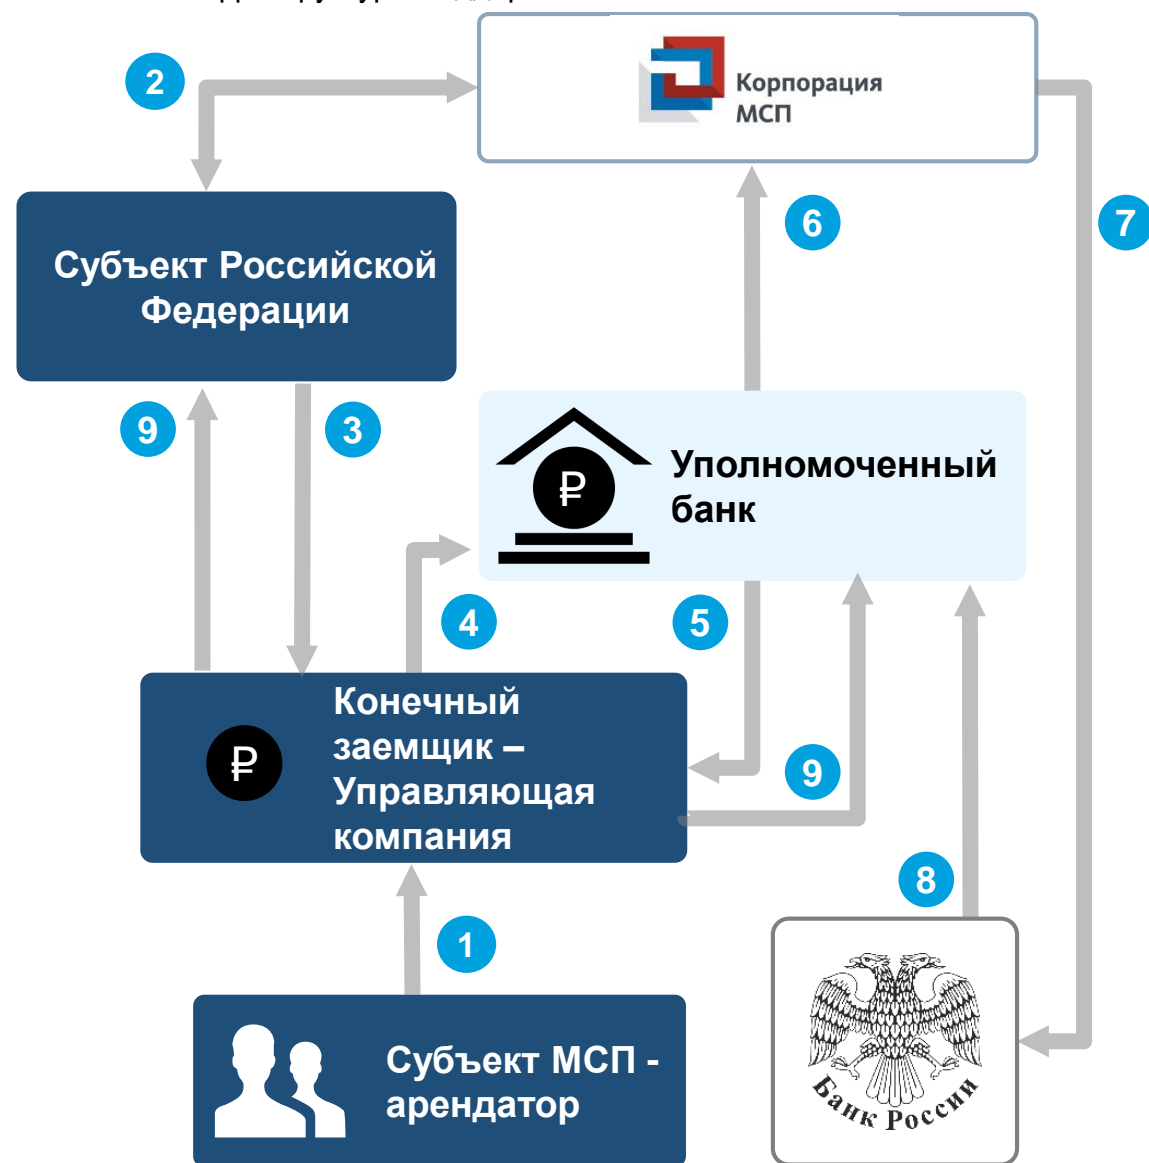 2
Корпорация
МСП
6
7
Субъект Российской
Федерации
9
3
₽
Уполномоченный
банк
4
5
₽
Конечный
заемщик –
Управляющая
компания
9
8
1
Субъект МСП -
арендатор
Банк России